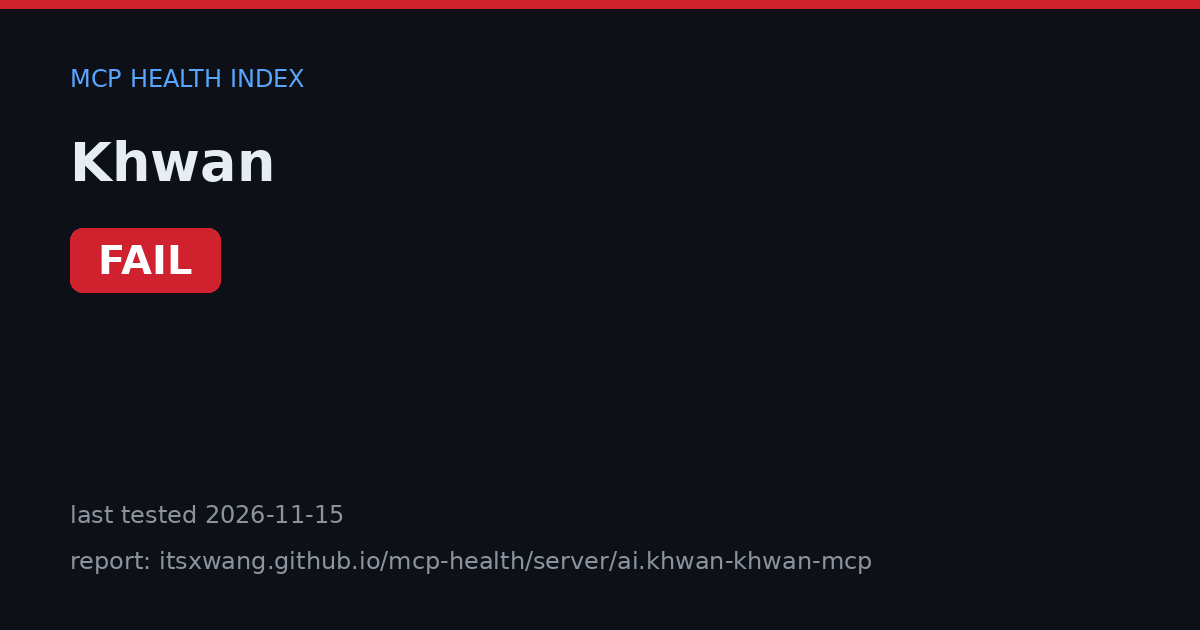 MCP HEALTH INDEX
Khwan
FAIL
last tested 2026-11-15
report: itsxwang.github.io/mcp-health/server/ai.khwan-khwan-mcp